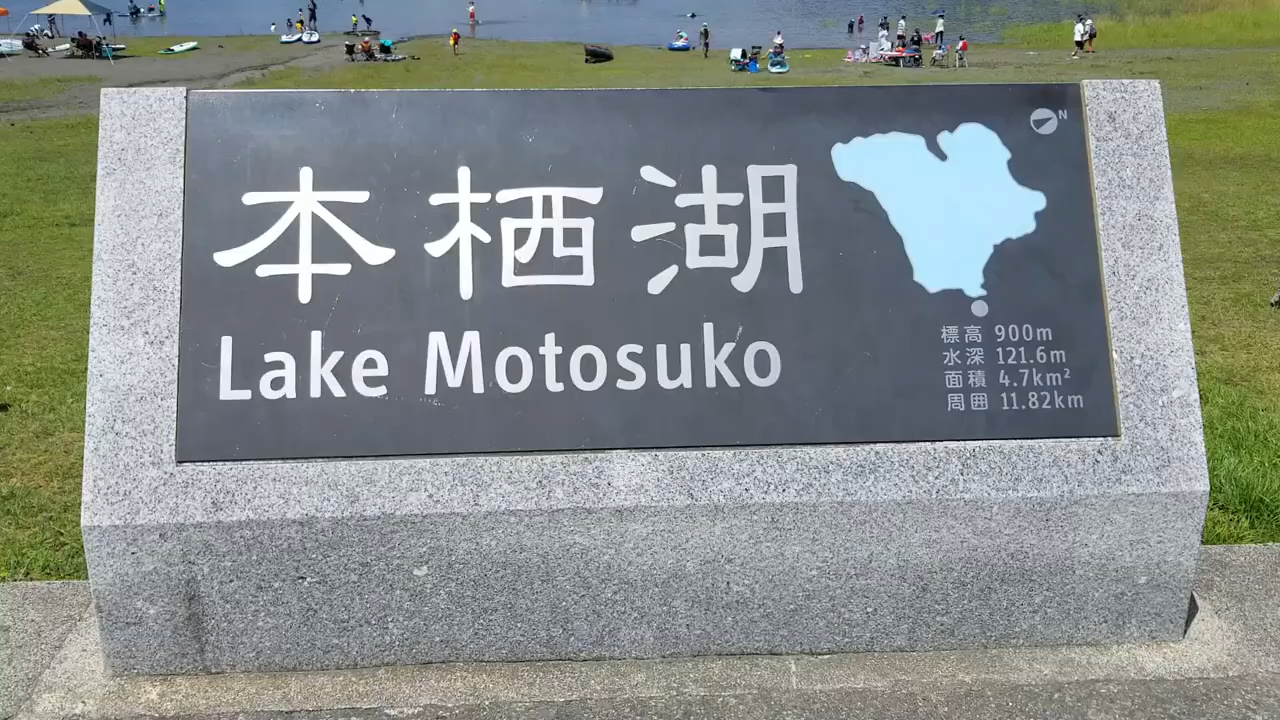 本栖湖
Lake Motosuko
N
標高 900m
水深 121.6m
面積 4.7km²
周囲 11.82km